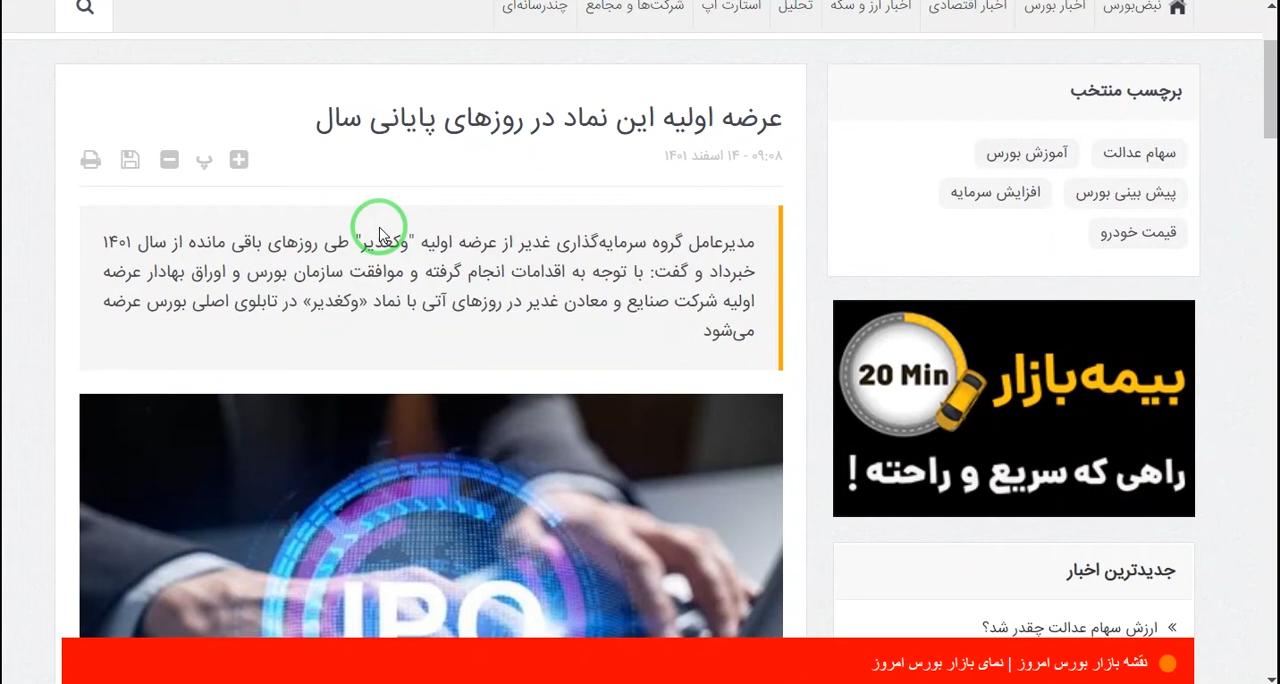 نبض‌بورس
اخبار بورس
اخبار اقتصادی
اخبار ارز و سکه
تحلیل
استارت آپ
شرکت‌ها و مجامع
چندرسانه‌ای
عرضه اولیه این نماد در روزهای پایانی سال
۰۹:۰۸ - ۱۴ اسفند ۱۴۰۱
پ
مدیرعامل گروه سرمایه‌گذاری غدیر از عرضه اولیه "وکغدیر" طی روزهای باقی مانده از سال ۱۴۰۱
خبرداد و گفت: با توجه به اقدامات انجام گرفته و موافقت سازمان بورس و اوراق بهادار عرضه
اولیه شرکت صنایع و معادن غدیر در روزهای آتی با نماد «وکغدیر» در تابلوی اصلی بورس عرضه
می‌شود
IPO
برچسب منتخب
سهام عدالت
آموزش بورس
پیش بینی بورس
افزایش سرمایه
قیمت خودرو
20 Min
بیمه‌بازار
راهی که سریع و راحته !
جدیدترین اخبار
» ارزش سهام عدالت چقدر شد؟
نقشه بازار بورس امروز | نمای بازار بورس امروز